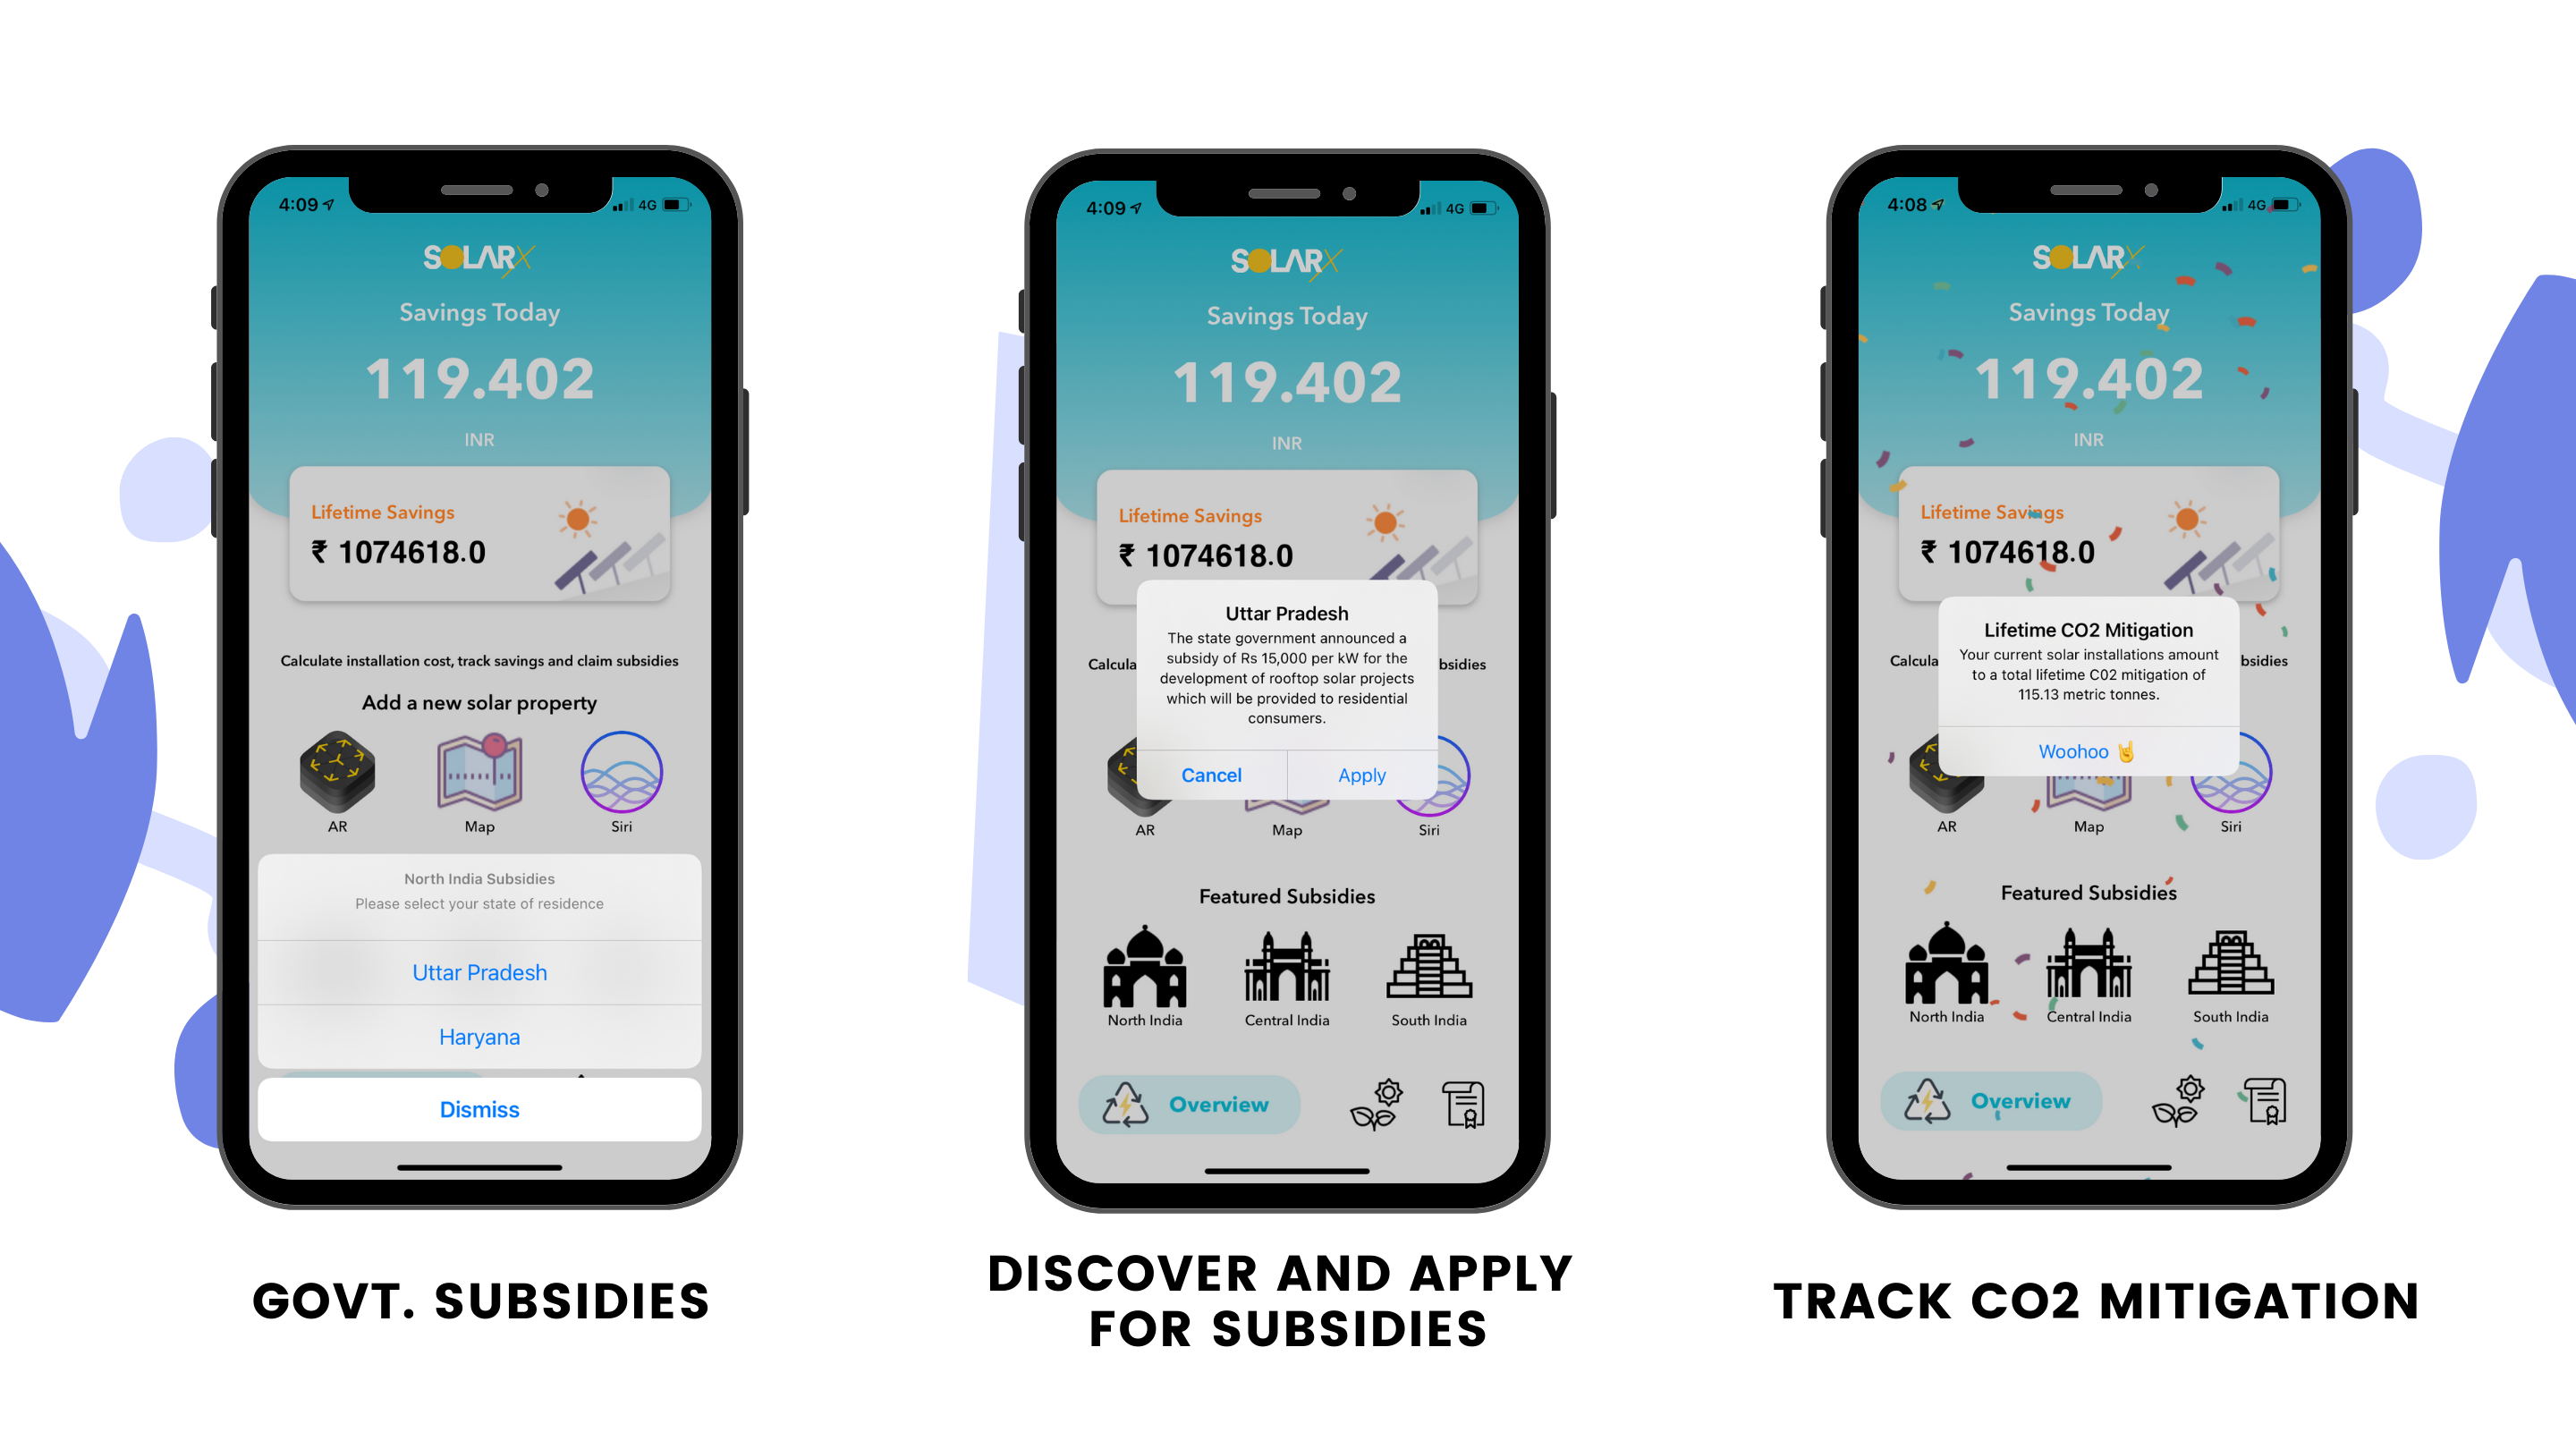 4:09
4G
SOLARX
Savings Today
119.402
INR
Lifetime Savings
₹ 1074618.0
Calculate installation cost, track savings and claim subsidies
Add a new solar property
AR
Map
Siri
North India Subsidies
Please select your state of residence
Uttar Pradesh
Haryana
Dismiss
GOVT. SUBSIDIES
4:09
4G
SOLARX
Savings Today
119.402
INR
Lifetime Savings
₹ 1074618.0
Calcula
bsidies
Uttar Pradesh
The state government announced a
subsidy of Rs 15,000 per kW for the
development of rooftop solar projects
which will be provided to residential
consumers.
Cancel
Apply
AR
Map
Siri
Featured Subsidies
North India
Central India
South India
Overview
DISCOVER AND APPLY
FOR SUBSIDIES
4:08
4G
SOLARX
Savings Today
119.402
INR
Lifetime Savings
₹ 1074618.0
Calcula
bsidies
Lifetime CO2 Mitigation
Your current solar installations amount
to a total lifetime C02 mitigation of
115.13 metric tonnes.
Woohoo 🤘
AR
Map
Siri
Featured Subsidies
North India
Central India
South India
Overview
TRACK CO2 MITIGATION